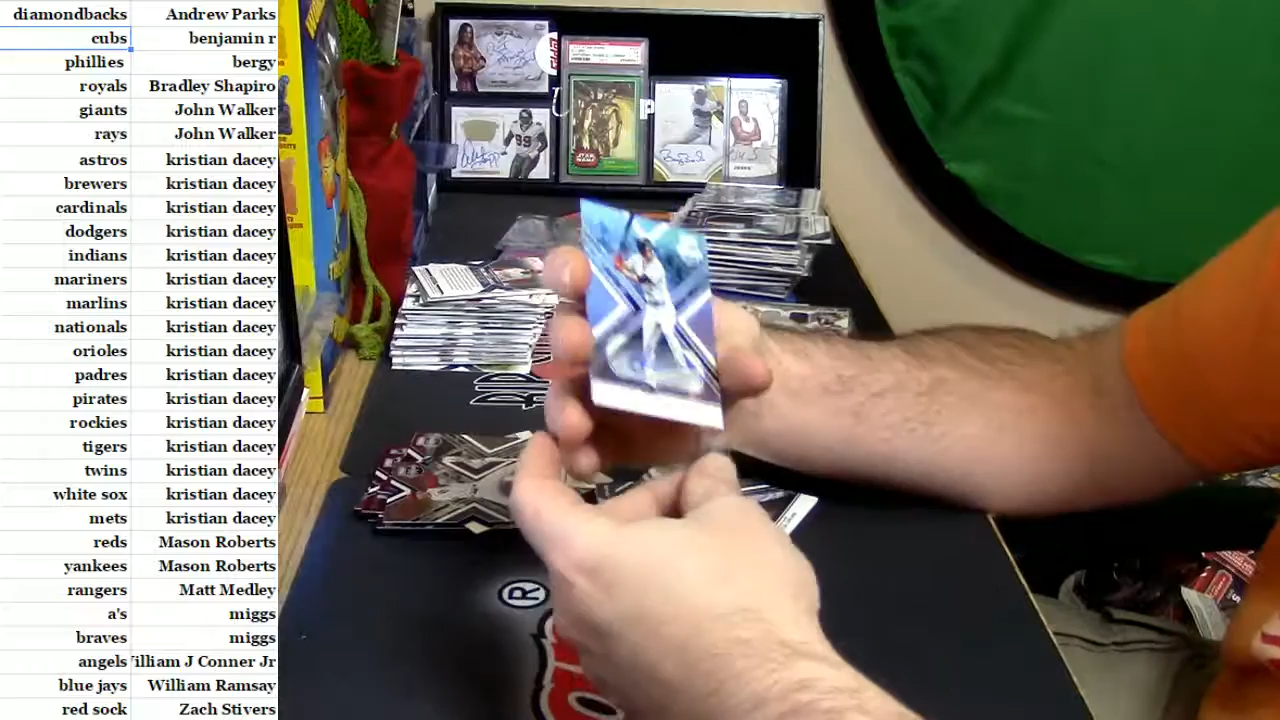 diamondbacks Andrew Parks
cubs benjamin r
phillies bergy
royals Bradley Shapiro
giants John Walker
rays John Walker
astros kristian dacey
brewers kristian dacey
cardinals kristian dacey
dodgers kristian dacey
indians kristian dacey
mariners kristian dacey
marlins kristian dacey
nationals kristian dacey
orioles kristian dacey
padres kristian dacey
pirates kristian dacey
rockies kristian dacey
tigers kristian dacey
twins kristian dacey
white sox kristian dacey
mets kristian dacey
reds Mason Roberts
yankees Mason Roberts
rangers Matt Medley
a's miggs
braves miggs
angels illiam J Conner Jr
blue jays William Ramsay
red sock Zach Stivers
STAR WARS
99
®